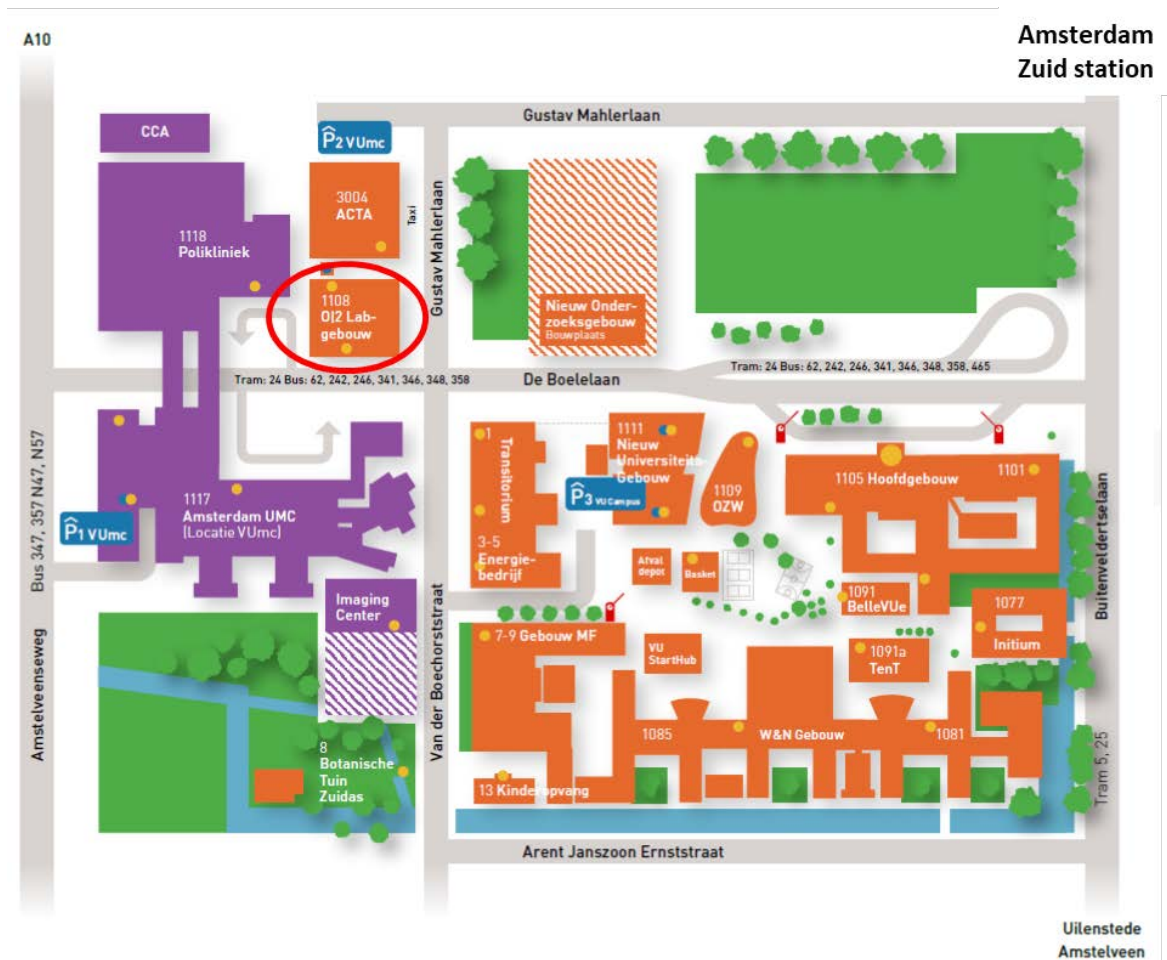 Amsterdam
Zuid station
A10
Gustav Mahlerlaan
CCA
P2 VUmc
3004
ACTA
Taxi
Gustav Mahlerlaan
1118
Polikliniek
1108
O|2 Lab-
gebouw
Nieuw Onder-
zoeksgebouw
Bouwplaats
Tram: 24 Bus: 62, 242, 246, 341, 346, 348, 358
De Boelelaan
Tram: 24 Bus: 62, 242, 246, 341, 346, 348, 358, 465
Bus 347, 357 N47, N57
Amstelveenseweg
P1 VUmc
1117
Amsterdam UMC
(Locatie VUmc)
Imaging
Center
8
Botanische
Tuin
Zuidas
Van der Boechorststraat
1
Transitorium
3-5
Energie-
bedrijf
1111
Nieuw
Universiteits-
Gebouw
P3 VU Campus
1109
OZW
1105 Hoofdgebouw
1101
Afval
depot
Basket
1091
BelleVUe
1077
Initium
7-9 Gebouw MF
VU
StartHub
1091a
TenT
1085
W&N Gebouw
1081
13 Kinderopvang
Buitenveldertselaan
Tram 5, 25
Arent Janszoon Ernststraat
Uilenstede
Amstelveen